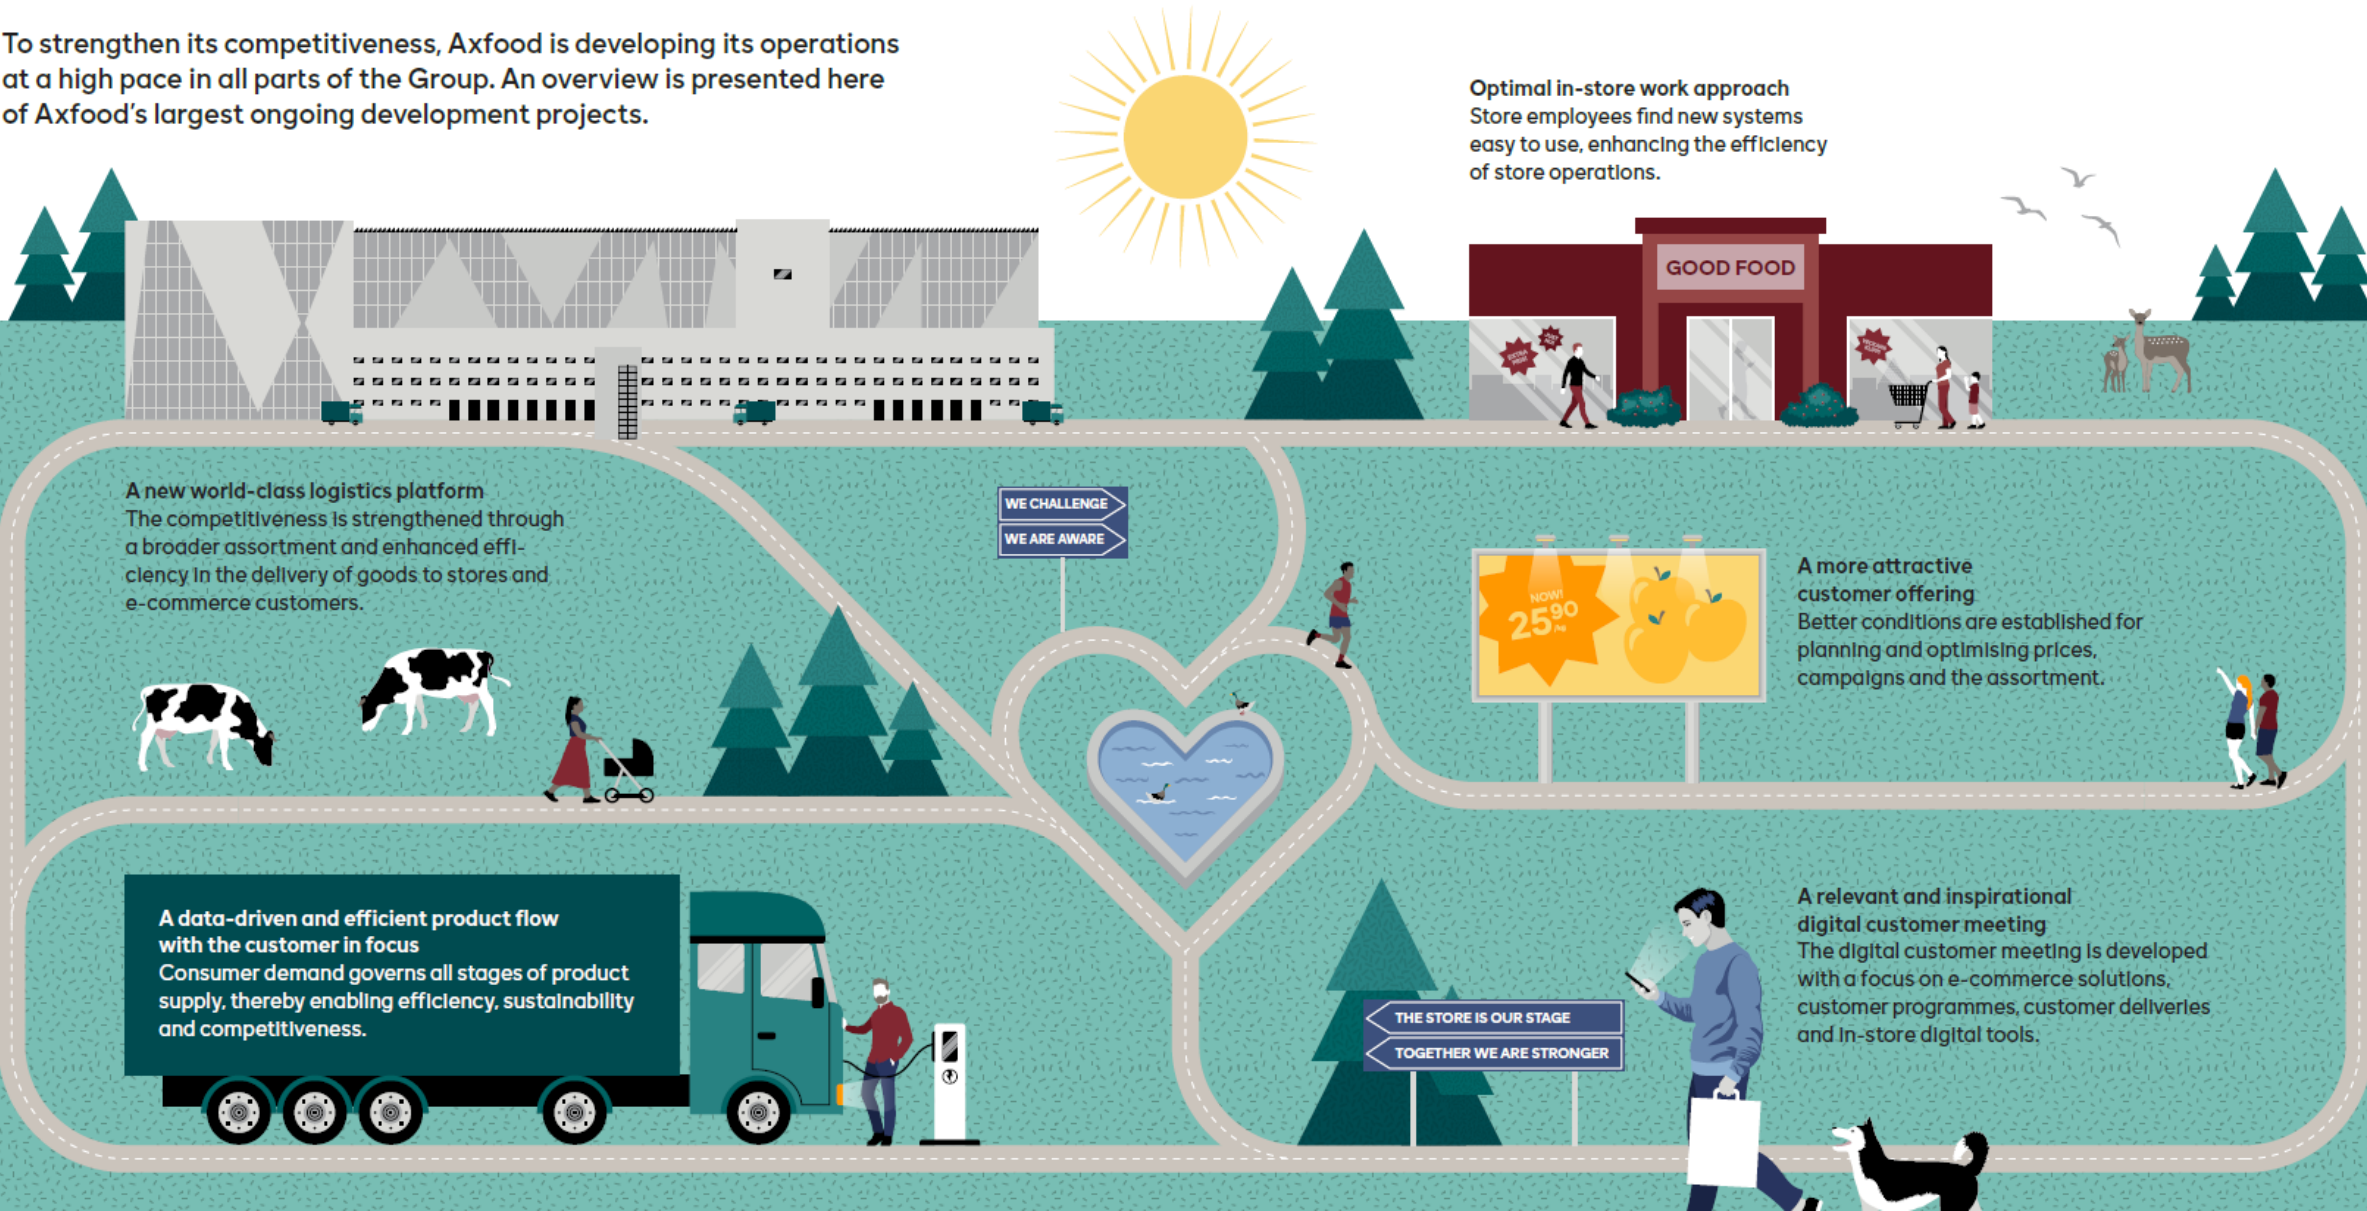 To strengthen its competitiveness, Axfood is developing its operations
at a high pace in all parts of the Group. An overview is presented here
of Axfood's largest ongoing development projects.
Optimal in-store work approach
Store employees find new systems
easy to use, enhancing the efficiency
of store operations.
GOOD FOOD
A new world-class logistics platform
The competitiveness is strengthened through
a broader assortment and enhanced effi-
ciency in the delivery of goods to stores and
e-commerce customers.
WE CHALLENGE
WE ARE AWARE
NOW!
25⁹⁰
/kg
A more attractive
customer offering
Better conditions are established for
planning and optimising prices,
campaigns and the assortment.
A data-driven and efficient product flow
with the customer in focus
Consumer demand governs all stages of product
supply, thereby enabling efficiency, sustainability
and competitiveness.
THE STORE IS OUR STAGE
TOGETHER WE ARE STRONGER
A relevant and inspirational
digital customer meeting
The digital customer meeting is developed
with a focus on e-commerce solutions,
customer programmes, customer deliveries
and in-store digital tools.